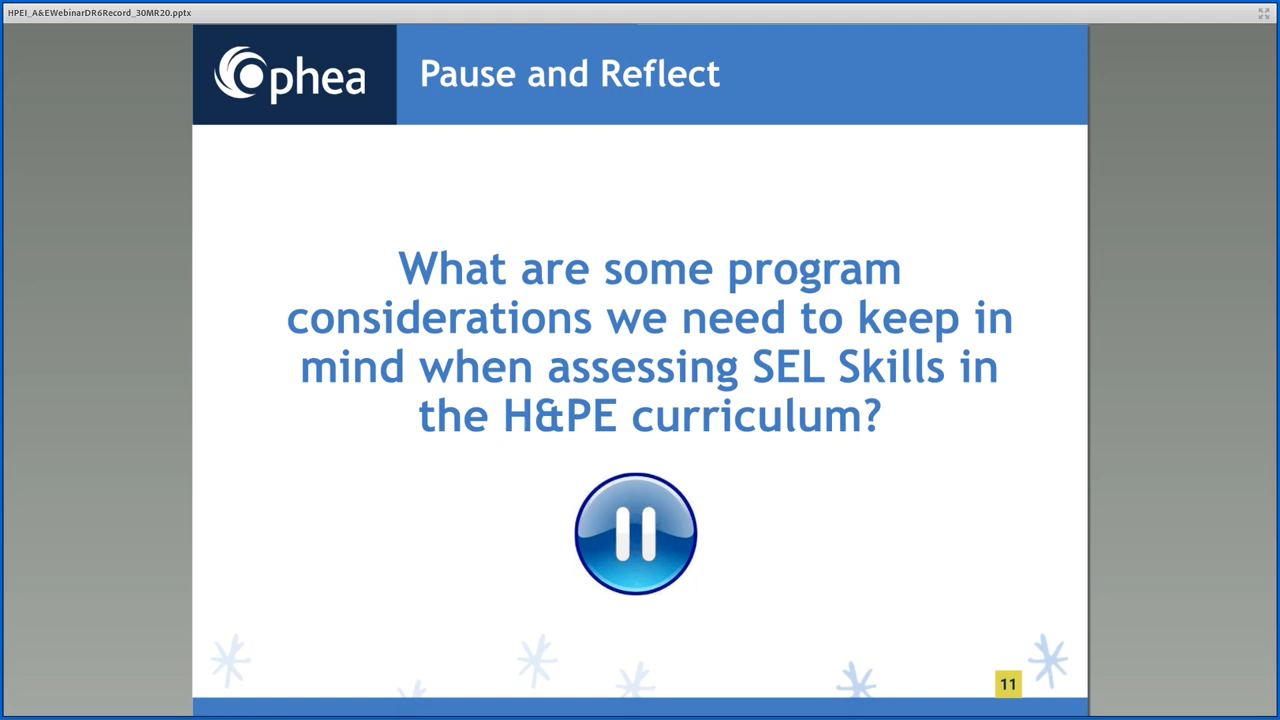 HPEI_A&EWebinarDR6Record_30MR20.pptx
Ophea
Pause and Reflect
What are some program
considerations we need to keep in
mind when assessing SEL Skills in
the H&PE curriculum?
11